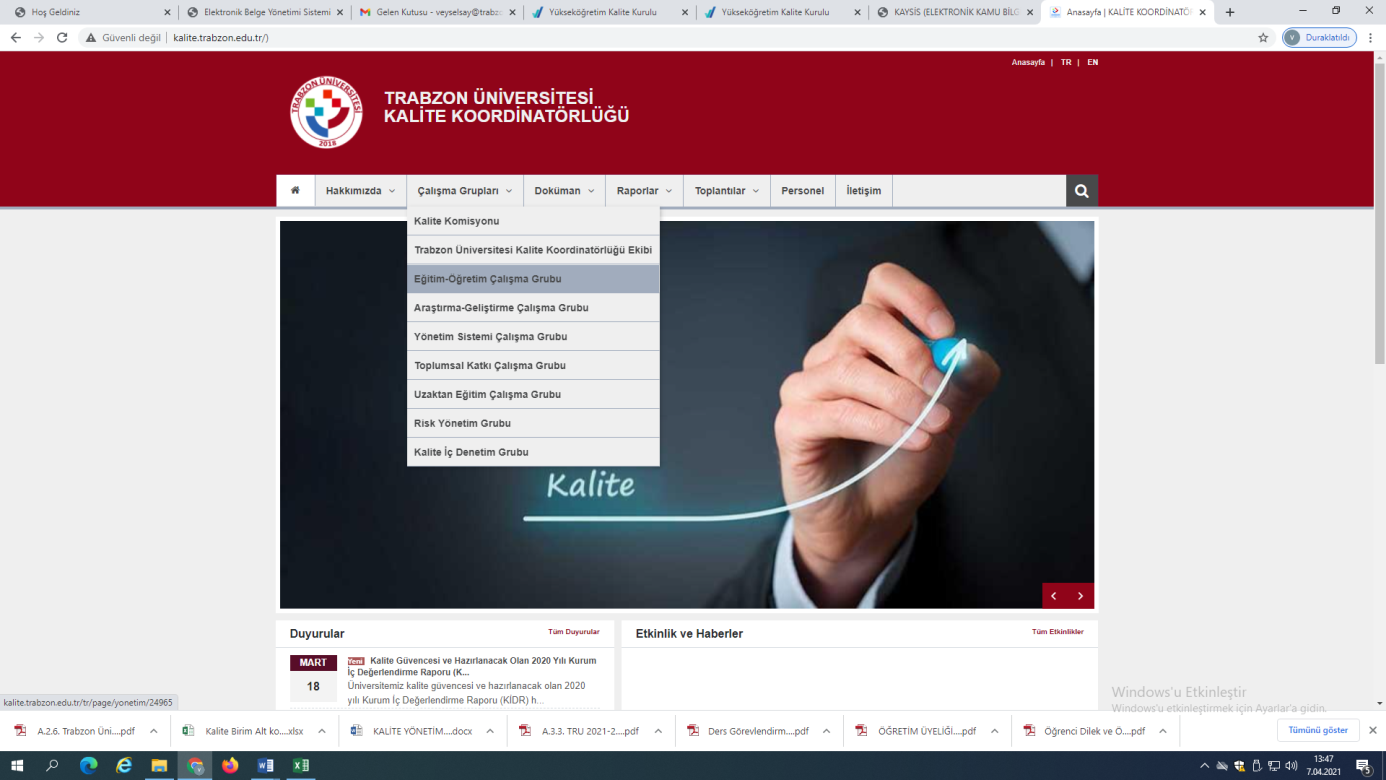 Hoş Geldiniz
Elektronik Belge Yönetimi Sistemi
Gelen Kutusu - veyselsay@trabzo
Yükseköğretim Kalite Kurulu
Yükseköğretim Kalite Kurulu
KAYSİS (ELEKTRONİK KAMU BİLG
Anasayfa | KALİTE KOORDİNATÖ
Güvenli değil | kalite.trabzon.edu.tr/)
V Duraklatıldı
Anasayfa | TR | EN
TRABZON ÜNİVERSİTESİ
2018
TRABZON ÜNİVERSİTESİ
KALİTE KOORDİNATÖRLÜĞÜ
Hakkımızda
Çalışma Grupları
Doküman
Raporlar
Toplantılar
Personel
İletişim
Kalite Komisyonu
Trabzon Üniversitesi Kalite Koordinatörlüğü Ekibi
Eğitim-Öğretim Çalışma Grubu
Araştırma-Geliştirme Çalışma Grubu
Yönetim Sistemi Çalışma Grubu
Toplumsal Katkı Çalışma Grubu
Uzaktan Eğitim Çalışma Grubu
Risk Yönetim Grubu
Kalite İç Denetim Grubu
Kalite
Duyurular
Tüm Duyurular
MART
18
Yeni Kalite Güvencesi ve Hazırlanacak Olan 2020 Yılı Kurum
İç Değerlendirme Raporu (K...
Üniversitemiz kalite güvencesi ve hazırlanacak olan 2020
yılı Kurum İç Değerlendirme Raporu (KİDR) h...
Etkinlik ve Haberler
Tüm Etkinlikler
kalite.trabzon.edu.tr/tr/page/yonetim/24965
Windows'u Etkinleştir
Windows'u etkinleştirmek için Ayarlar'a gidin.
A.2.6. Trabzon Üni....pdf
Kalite Birim Alt ko....xlsx
KALİTE YÖNETİM....docx
A.3.3. TRU 2021-2....pdf
Ders Görevlendirm....pdf
ÖĞRETİM ÜYELİĞİ....pdf
Öğrenci Dilek ve Ö....pdf
Tümünü göster
13:47
7.04.2021
5